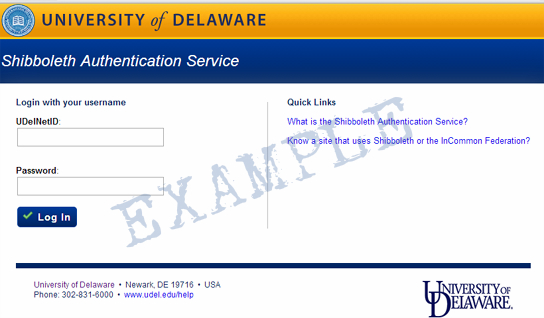 UNIVERSITY of DELAWARE
Shibboleth Authentication Service
Login with your username
UDelNetID:
Password:
Log In
Quick Links
What is the Shibboleth Authentication Service?
Know a site that uses Shibboleth or the InCommon Federation?
EXAMPLE
University of Delaware • Newark, DE 19716 • USA
Phone: 302-831-6000 • www.udel.edu/help
UNIVERSITY OF
DELAWARE.